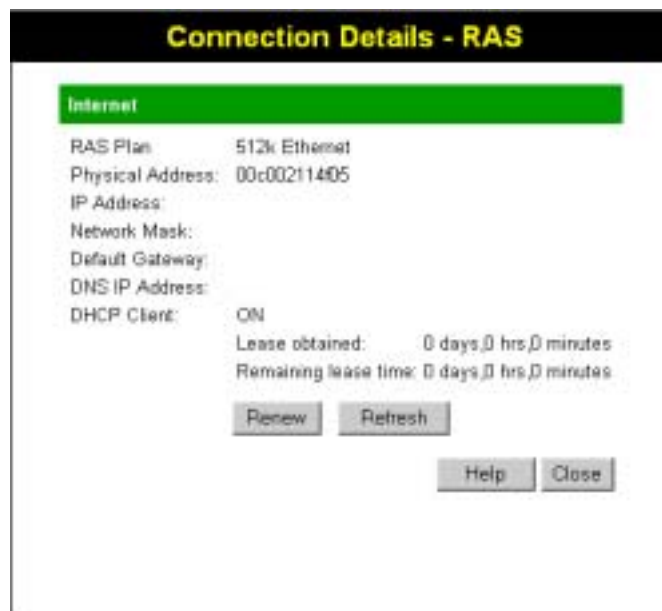 Connection Details - RAS
Internet
RAS Plan 512k Ethernet
Physical Address: 00c002114f05
IP Address:
Network Mask:
Default Gateway:
DNS IP Address:
DHCP Client: ON
Lease obtained: 0 days,0 hrs,0 minutes
Remaining lease time: 0 days,0 hrs,0 minutes
Renew Refresh
Help Close